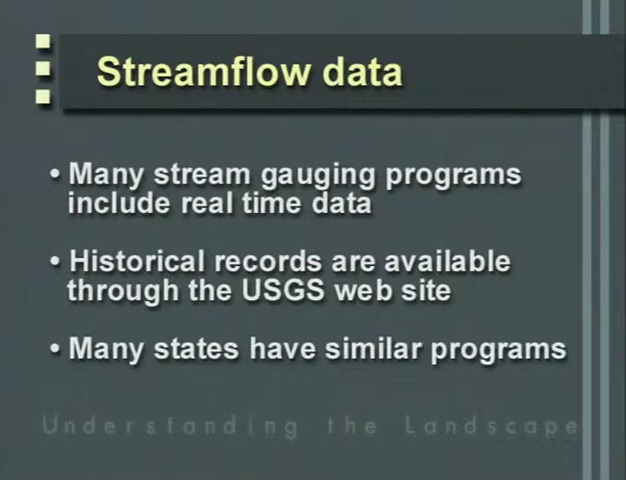 Streamflow data
• Many stream gauging programs
include real time data
• Historical records are available
through the USGS web site
• Many states have similar programs
Understanding the Landscape